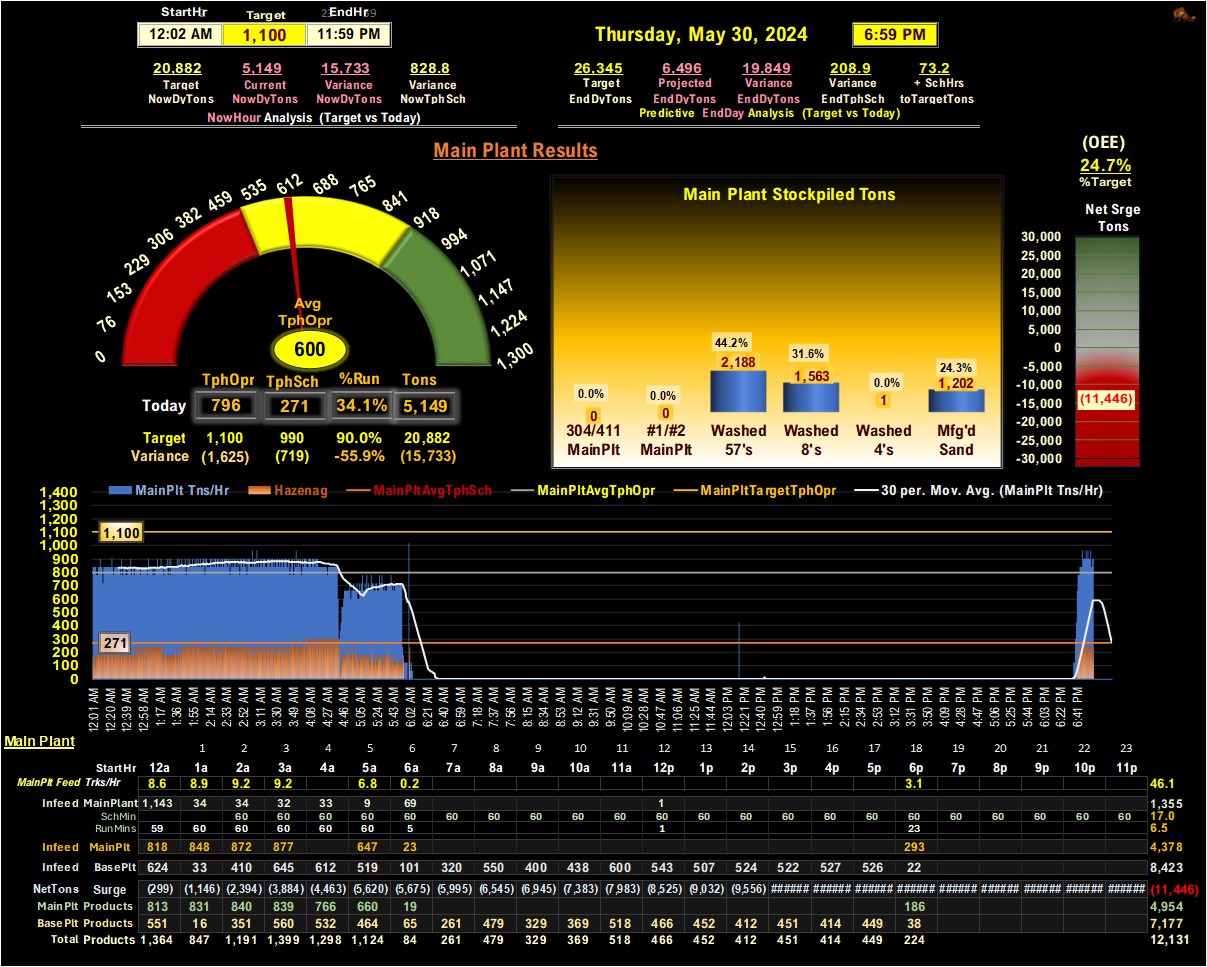 StartHr Target EndHr
12:02 AM 1,100 11:59 PM
Thursday, May 30, 2024 6:59 PM
20,882 5,149 15,733 828.8
Target Current Variance Variance
NowDyTons NowDyTons NowDyTons NowTphSch
NowHour Analysis (Target vs Today)
26,345 6,496 19,849 208.9 73.2
Target Projected Variance Variance + SchHrs
EndDyTons EndDyTons EndDyTons EndTphSch toTargetTons
Predictive EndDay Analysis (Target vs Today)
Main Plant Results
(OEE)
24.7%
%Target
0 76 153 229 306 382 459 535 612 688 765 841 918 994 1,071 1,147 1,224 1,300
Avg
TphOpr
600
TphOpr TphSch %Run Tons
Today 796 271 34.1% 5,149
Target 1,100 990 90.0% 20,882
Variance (1,625) (719) -55.9% (15,733)
Main Plant Stockpiled Tons
0.0% 0.0% 44.2% 31.6% 0.0% 24.3%
0 0 2,188 1,563 1 1,202
304/411 #1/#2 Washed Washed Washed Mfg'd
MainPlt MainPlt 57's 8's 4's Sand
Net Srge
Tons
30,000
25,000
20,000
15,000
10,000
5,000
0
-5,000
-10,000
(11,446)
-15,000
-20,000
-25,000
-30,000
MainPlt Tns/Hr Hazenag MainPltAvgTphSch MainPltAvgTphOpr MainPltTargetTphOpr 30 per. Mov. Avg. (MainPlt Tns/Hr)
1,400
1,300
1,200
1,100 1,100
1,000
900
800
700
600
500
400
300 271
200
100
0
12:01 AM 12:20 AM 12:39 AM 12:58 AM 1:17 AM 1:36 AM 1:55 AM 2:14 AM 2:33 AM 2:52 AM 3:11 AM 3:30 AM 3:49 AM 4:08 AM 4:27 AM 4:46 AM 5:05 AM 5:24 AM 5:43 AM 6:02 AM 6:21 AM 6:40 AM 6:59 AM 7:18 AM 7:37 AM 7:56 AM 8:15 AM 8:34 AM 8:53 AM 9:12 AM 9:31 AM 9:50 AM 10:09 AM 10:28 AM 10:47 AM 11:06 AM 11:25 AM 11:44 AM 12:03 PM 12:21 PM 12:40 PM 12:59 PM 1:18 PM 1:37 PM 1:56 PM 2:15 PM 2:34 PM 2:53 PM 3:12 PM 3:31 PM 3:50 PM 4:09 PM 4:28 PM 4:47 PM 5:06 PM 5:25 PM 5:44 PM 6:03 PM 6:22 PM 6:41 PM
Main Plant
1 2 3 4 5 6 7 8 9 10 11 12 13 14 15 16 17 18 19 20 21 22 23
StartHr 12a 1a 2a 3a 4a 5a 6a 7a 8a 9a 10a 11a 12p 1p 2p 3p 4p 5p 6p 7p 8p 9p 10p 11p
MainPlt Feed Trks/Hr 8.6 8.9 9.2 9.2 6.8 0.2 3.1 46.1
Infeed MainPlant 1,143 34 34 32 33 9 69 1 1,355
SchMin 60 60 60 60 60 60 60 60 60 60 60 60 60 60 60 60 60 60 60 60 60 60 17.0
RunMins 59 60 60 60 60 60 5 1 23 6.5
Infeed MainPlt 818 848 872 877 647 23 293 4,378
Infeed BasePlt 624 33 410 645 612 519 101 320 550 400 438 600 543 507 524 522 527 526 22 8,423
NetTons Surge (299) (1,146) (2,394) (3,884) (4,463) (5,620) (5,675) (5,995) (6,545) (6,945) (7,383) (7,983) (8,525) (9,032) (9,556) ###### ###### ###### ###### ###### ###### ###### ###### ###### (11,446)
MainPlt Products 813 831 840 839 766 660 19 186 4,954
BasePlt Products 551 16 351 560 532 464 65 261 479 329 369 518 466 452 412 451 414 449 38 7,177
Total Products 1,364 847 1,191 1,399 1,298 1,124 84 261 479 329 369 518 466 452 412 451 414 449 224 12,131